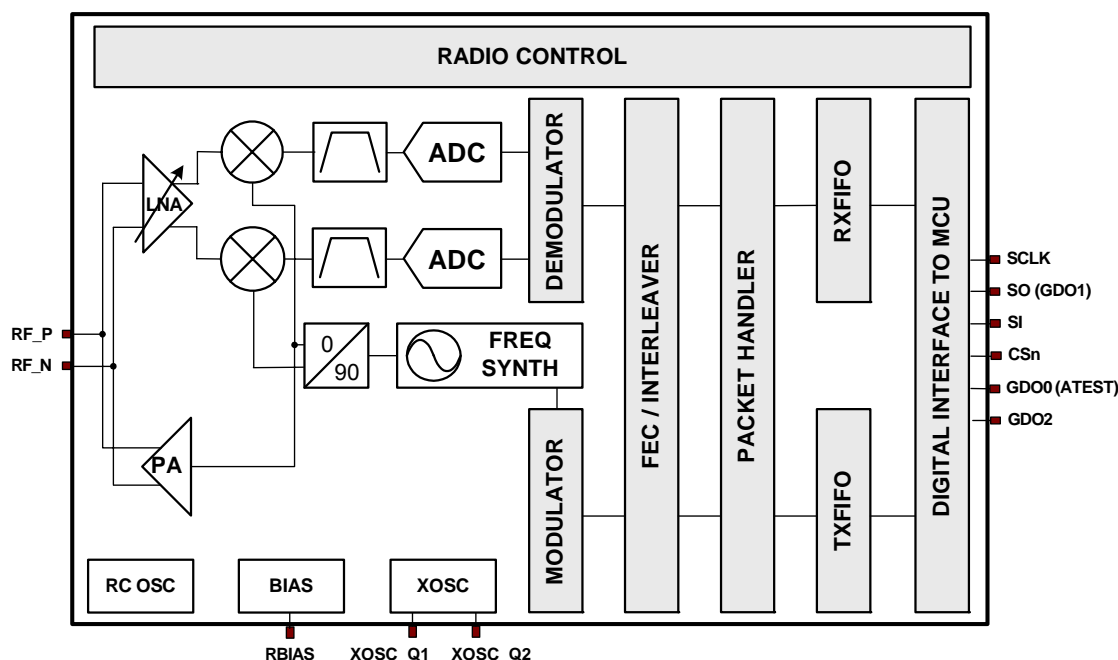 RADIO CONTROL
LNA
ADC
ADC
0
90
FREQ
SYNTH
PA
DEMODULATOR
MODULATOR
FEC / INTERLEAVER
PACKET HANDLER
RXFIFO
TXFIFO
DIGITAL INTERFACE TO MCU
RF_P
RF_N
SCLK
SO (GDO1)
SI
CSn
GDO0 (ATEST)
GDO2
RC OSC
BIAS
XOSC
RBIAS
XOSC_Q1
XOSC_Q2